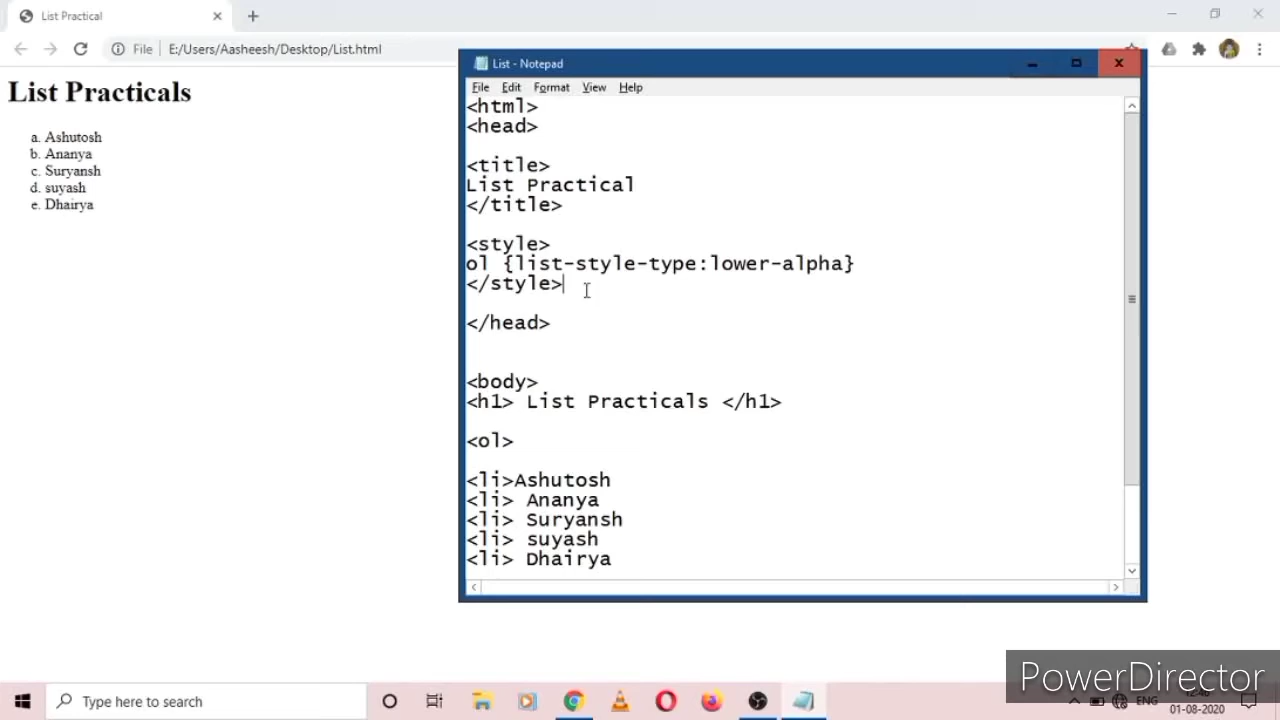 List Practical
File
E:/Users/Aasheesh/Desktop/List.html
List Practicals
a. Ashutosh
b. Ananya
c. Suryansh
d. suyash
e. Dhairya
List - Notepad
File Edit Format View Help
<html>
<head>
<title>
List Practical
</title>
<style>
ol {list-style-type:lower-alpha}
</style>
</head>
<body>
<h1> List Practicals </h1>
<ol>
<li>Ashutosh
<li> Ananya
<li> Suryansh
<li> suyash
<li> Dhairya
PowerDirector
Type here to search
ENG
01-08-2020